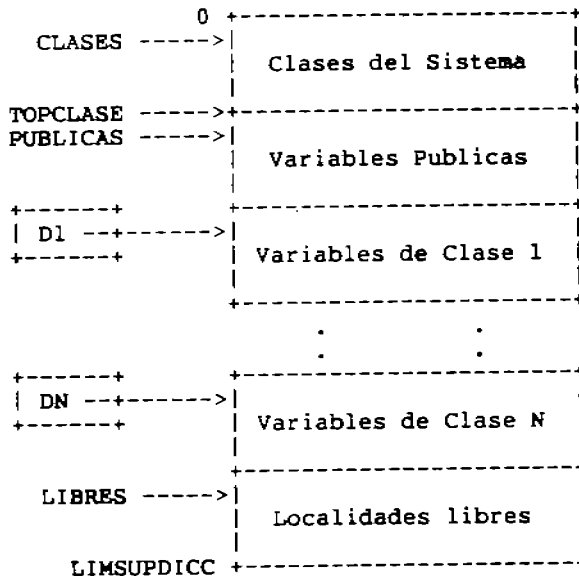 0
CLASES
Clases del Sistema
TOPCLASE
PUBLICAS
Variables Publicas
D1
Variables de Clase 1
. .
. .
DN
Variables de Clase N
LIBRES
Localidades libres
LIMSUPDICC